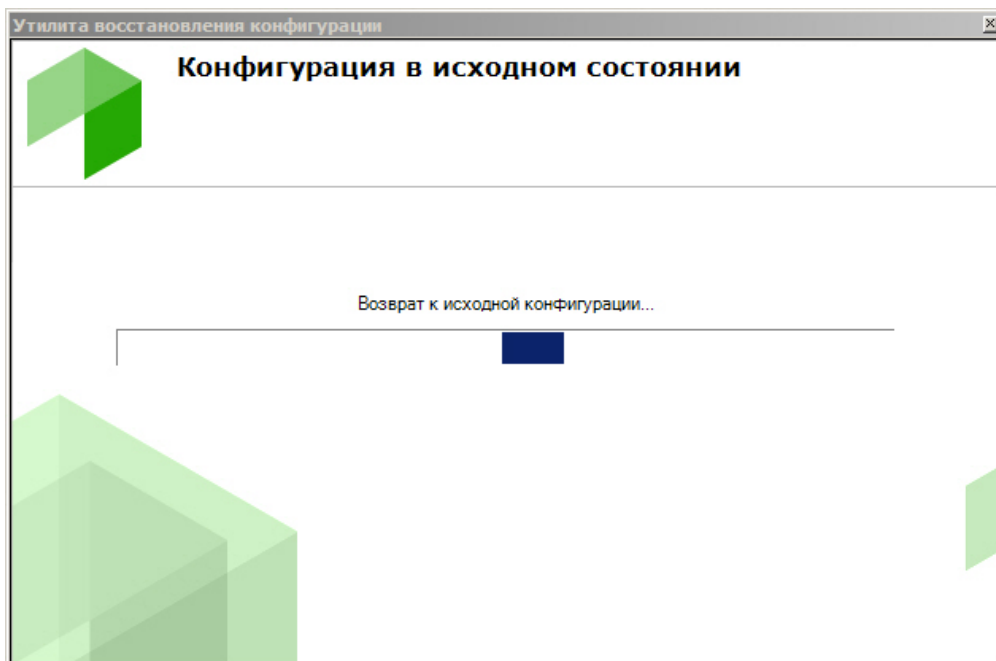 Утилита восстановления конфигурации
Конфигурация в исходном состоянии
Возврат к исходной конфигурации...